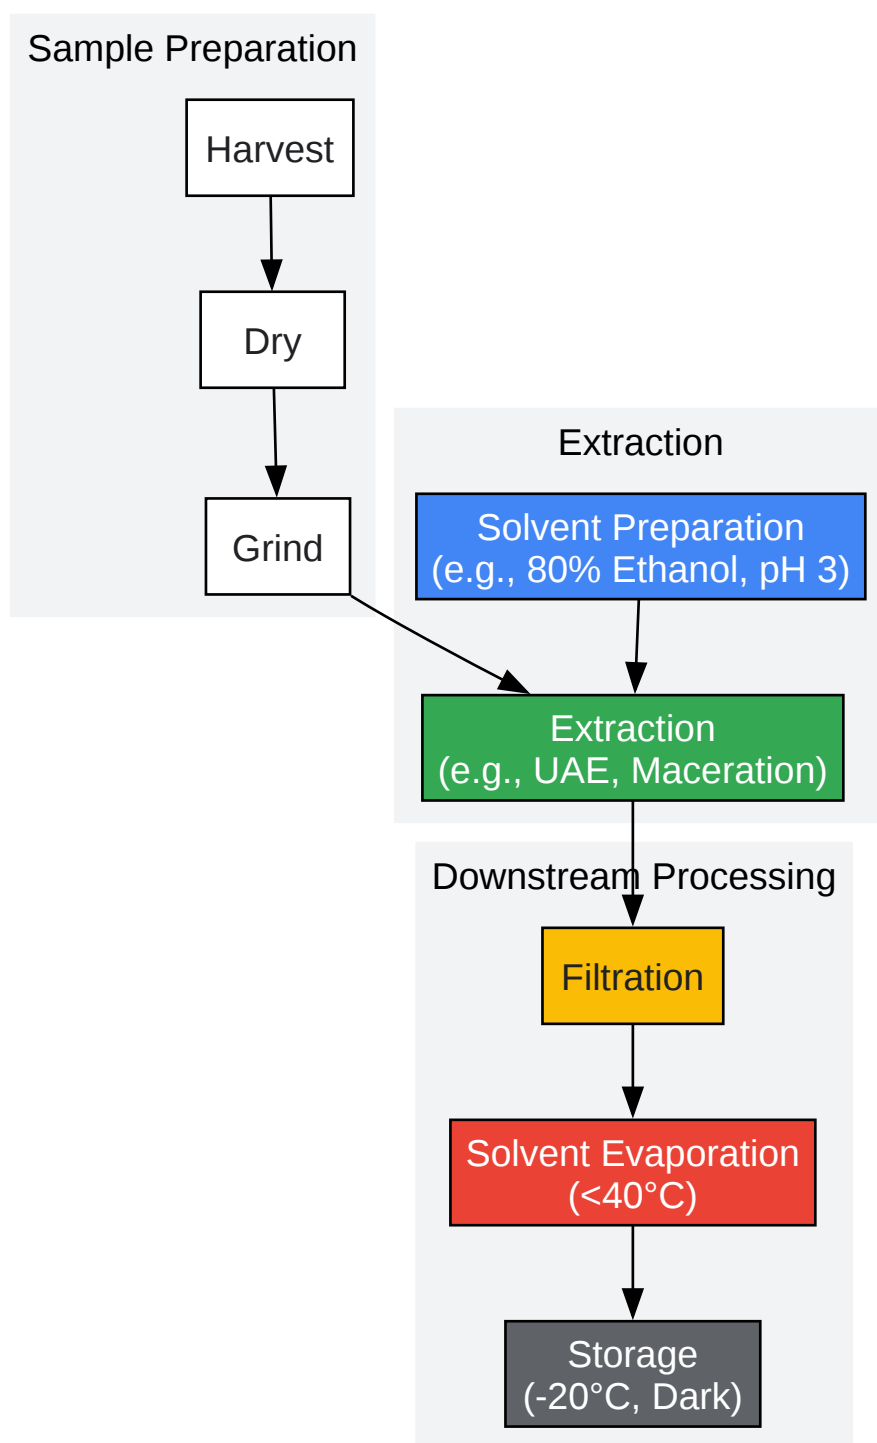 Sample Preparation
Harvest
Dry
Grind
Extraction
Solvent Preparation
(e.g., 80% Ethanol, pH 3)
Extraction
(e.g., UAE, Maceration)
Downstream Processing
Filtration
Solvent Evaporation
(<40°C)
Storage
(-20°C, Dark)